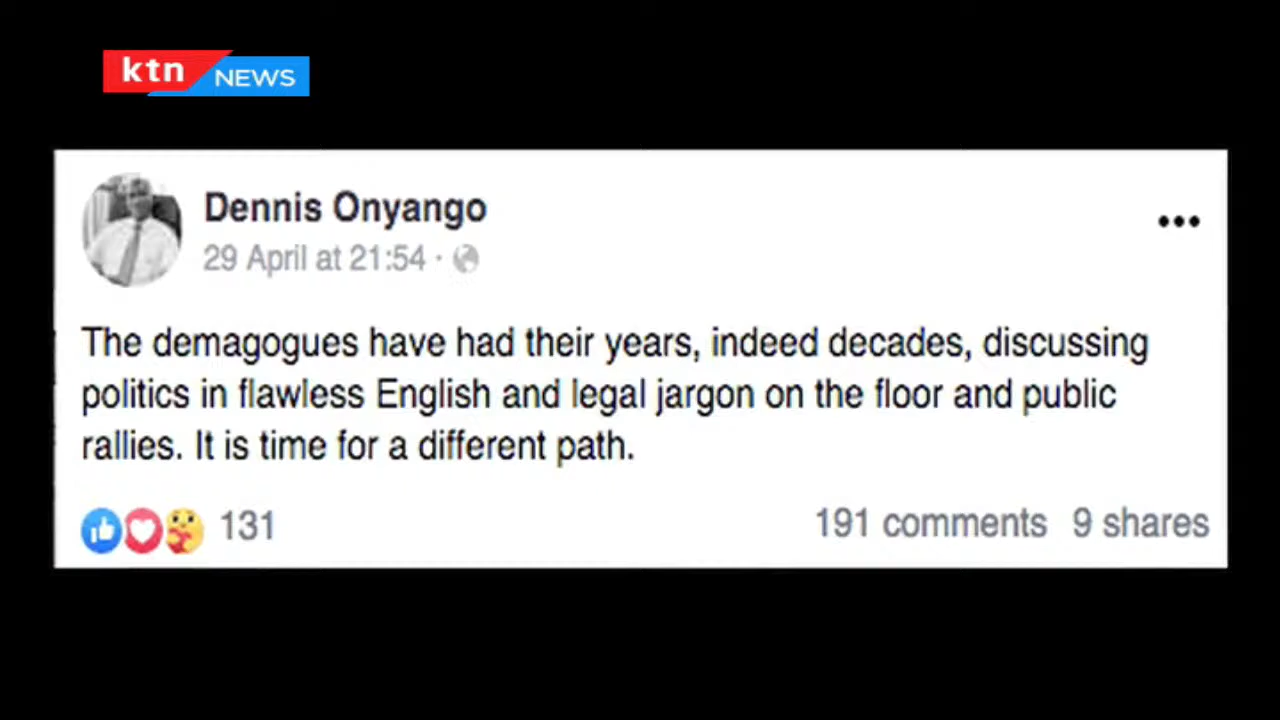 ktn NEWS
Dennis Onyango
29 April at 21:54 ·
The demagogues have had their years, indeed decades, discussing
politics in flawless English and legal jargon on the floor and public
rallies. It is time for a different path.
131 191 comments 9 shares